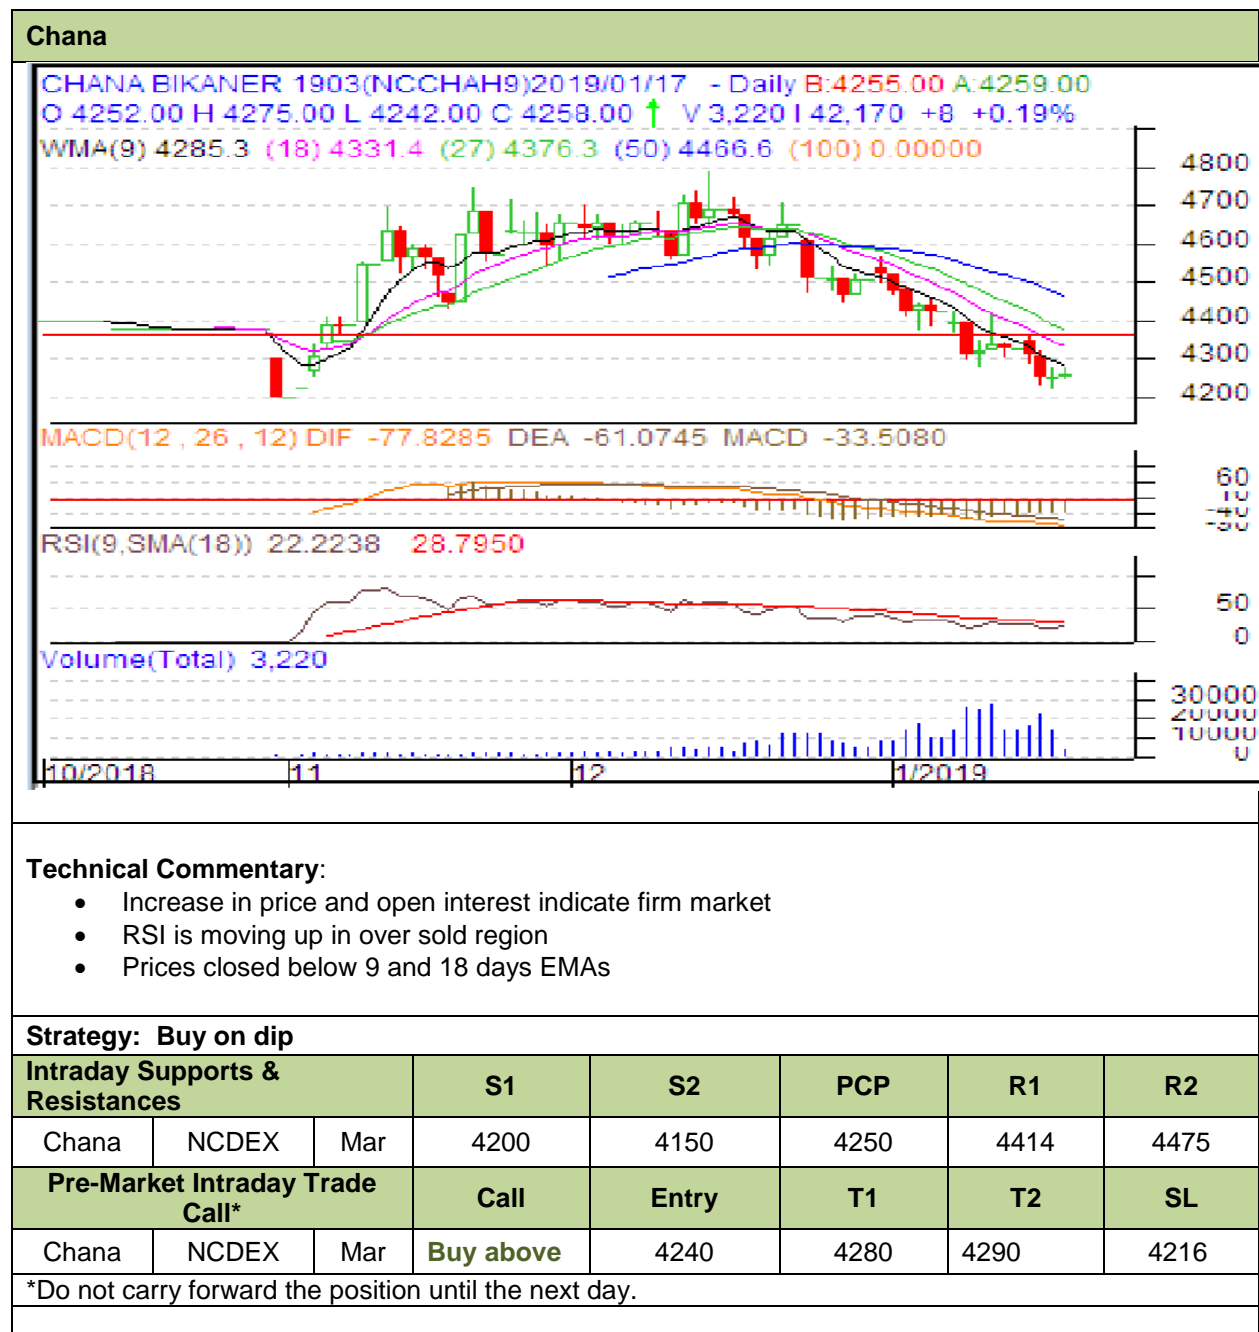 Chana
CHANA BIKANER 1903(NCCHAH9)2019/01/17 - Daily B:4255.00 A:4259.00
O 4252.00 H 4275.00 L 4242.00 C 4258.00 ↑ V 3,220 I 42,170 +8 +0.19%
WMA(9) 4285.3 (18) 4331.4 (27) 4376.3 (50) 4466.6 (100) 0.00000
4800
4700
4600
4500
4400
4300
4200
MACD(12 , 26 , 12) DIF -77.8285 DEA -61.0745 MACD -33.5080
60
10
-40
-90
RSI(9,SMA(18)) 22.2238 28.7950
50
0
Volume(Total) 3,220
30000
20000
10000
0
10/2018 11 12 1/2019
Technical Commentary:
• Increase in price and open interest indicate firm market
• RSI is moving up in over sold region
• Prices closed below 9 and 18 days EMAs
Strategy: Buy on dip
Intraday Supports &
Resistances S1 S2 PCP R1 R2
Chana NCDEX Mar 4200 4150 4250 4414 4475
Pre-Market Intraday Trade
Call* Call Entry T1 T2 SL
Chana NCDEX Mar Buy above 4240 4280 4290 4216
*Do not carry forward the position until the next day.